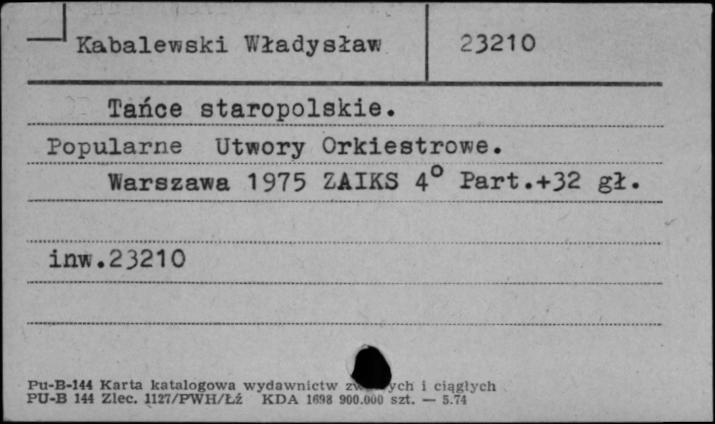 Kabalewski Władysław 23210
Tańce staropolskie.
Popularne Utwory Orkiestrowe.
Warszawa 1975 ZAIKS 4° Part.+32 gł.
inw.23210
Pu-B-144 Karta katalogowa wydawnictw i ciągłych
PU-B 144 Zlec. 1127/PWH/Łź KDA 1698 900.000 szt. — 5.74